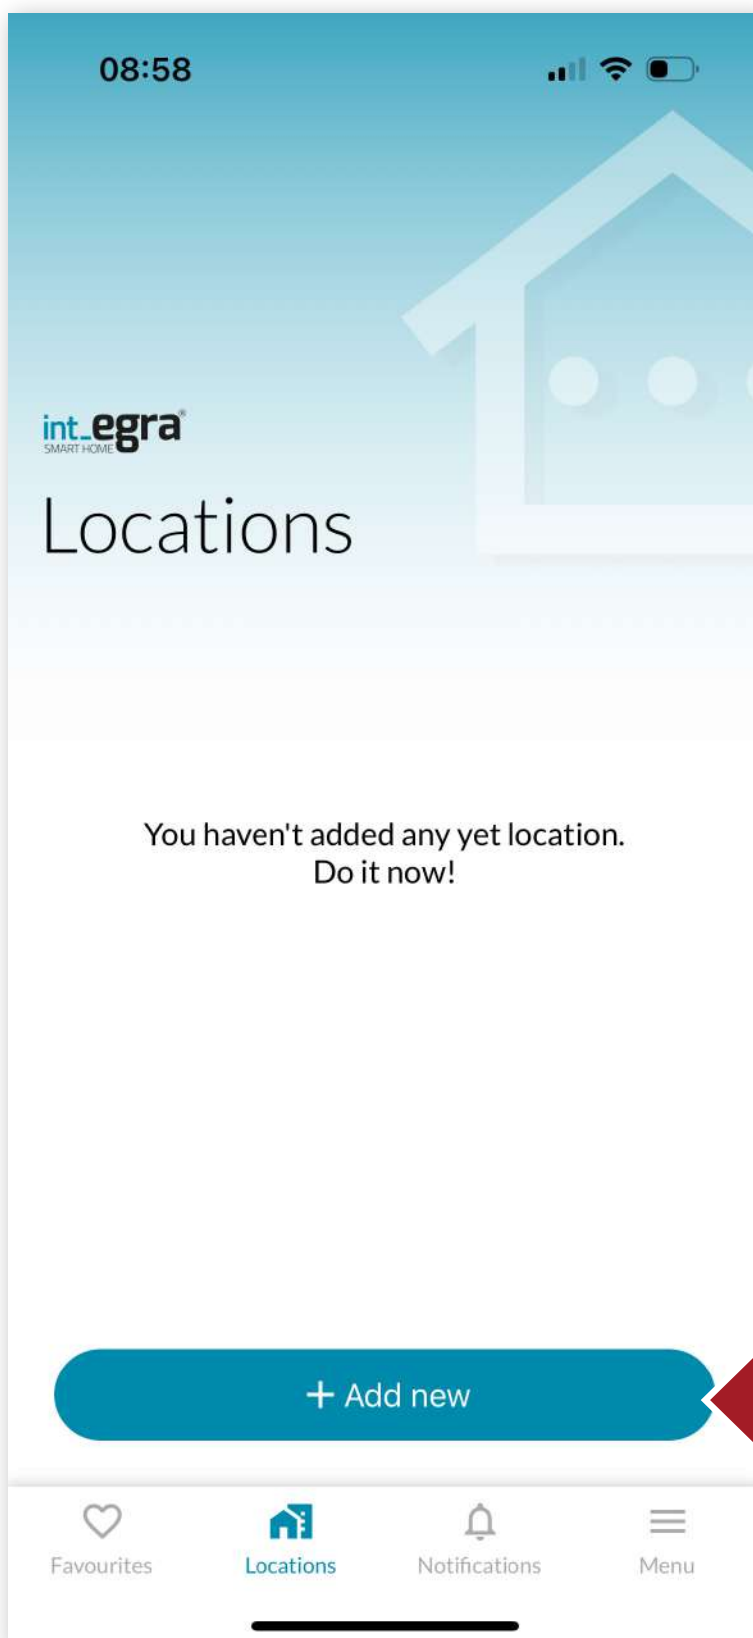 08:58
int_egra®
SMART HOME
Locations
You haven't added any yet location.
Do it now!
+ Add new
Favourites
Locations
Notifications
Menu